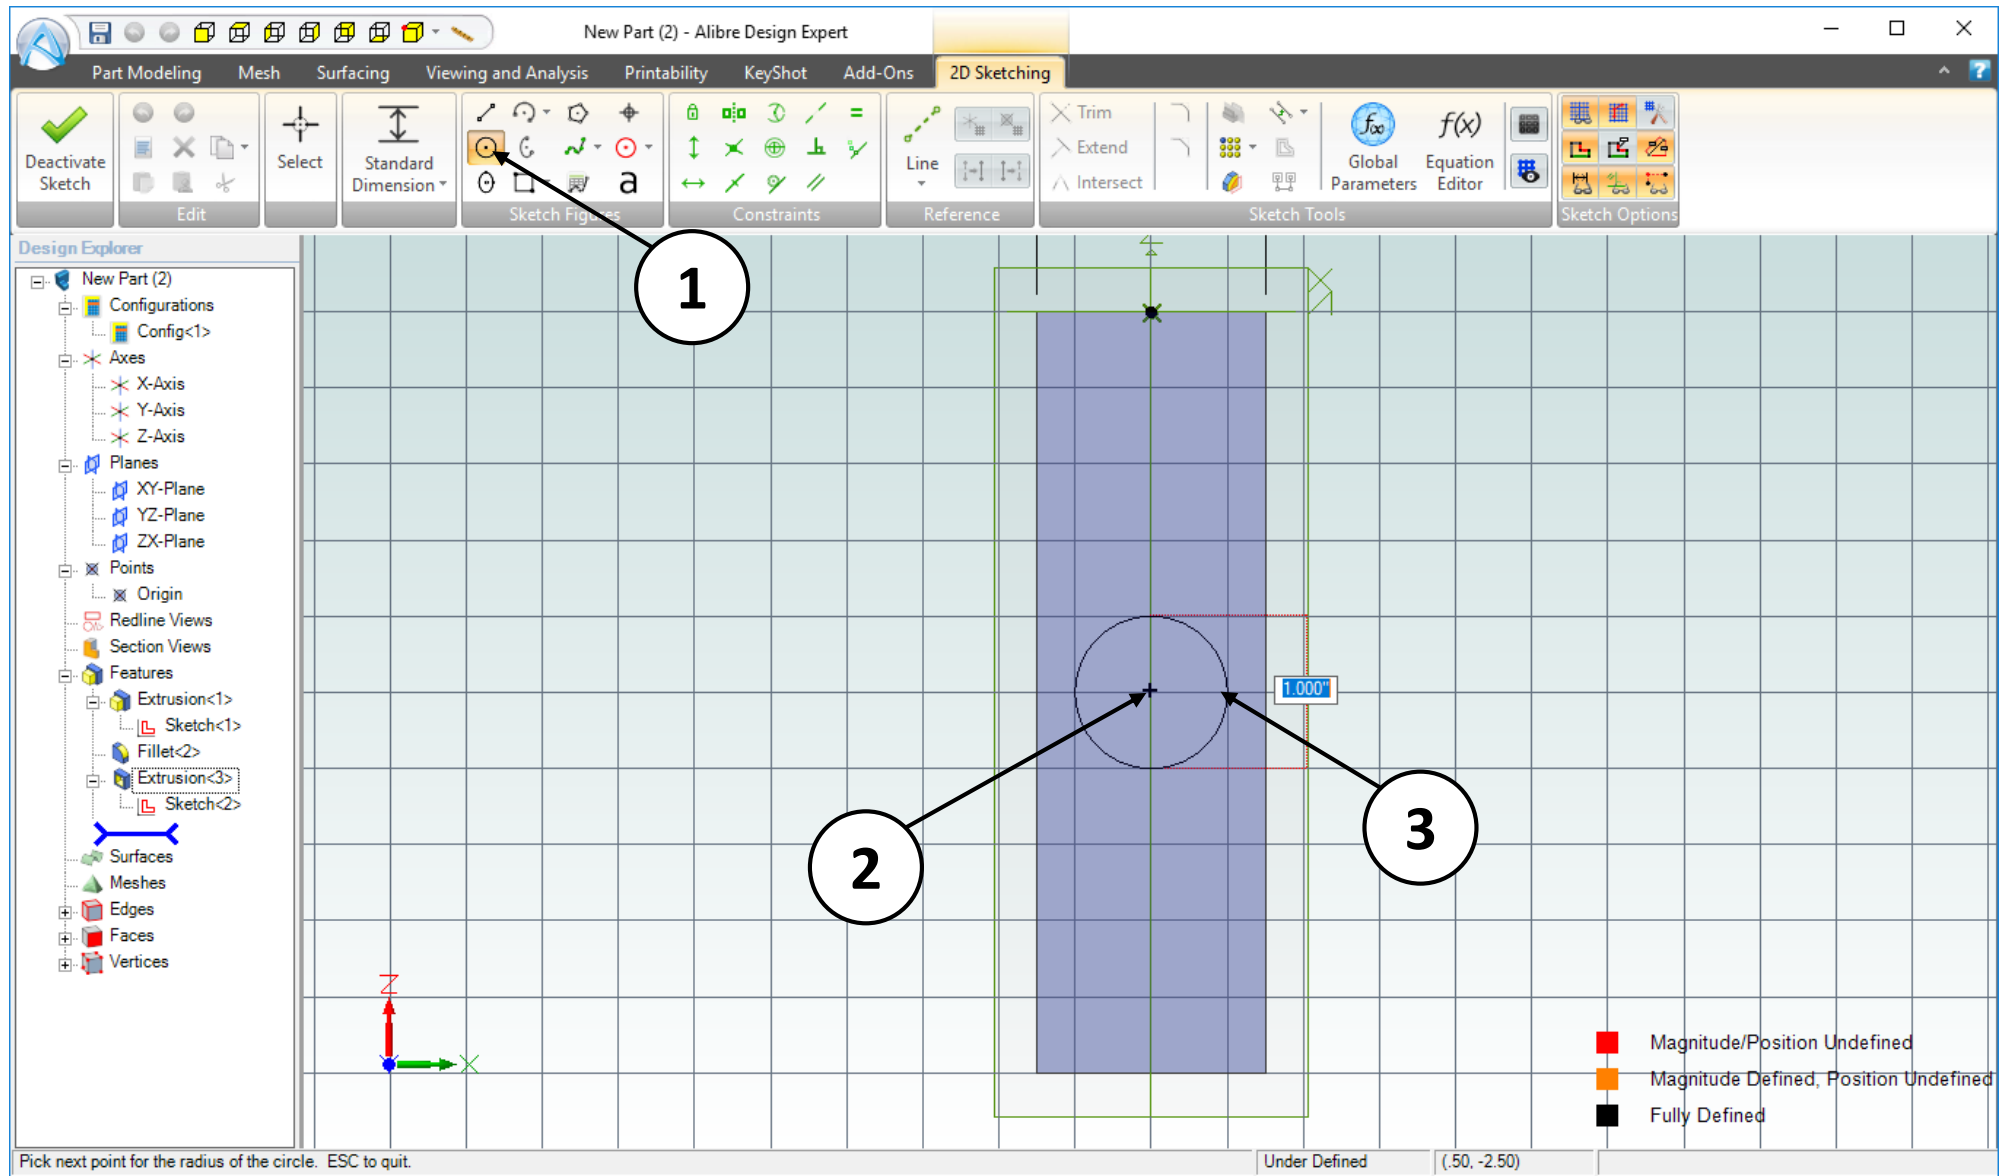 New Part (2) - Alibre Design Expert
Part Modeling Mesh Surfacing Viewing and Analysis Printability KeyShot Add-Ons 2D Sketching
Deactivate Sketch
Edit
Select
Standard Dimension
a
Sketch Figures
Constraints
Line
Reference
Trim
Extend
Intersect
f(x)
Global Parameters
f(x)
Equation Editor
Sketch Tools
Sketch Options
Design Explorer
New Part (2)
Configurations
Config<1>
Axes
X-Axis
Y-Axis
Z-Axis
Planes
XY-Plane
YZ-Plane
ZX-Plane
Points
Origin
Redline Views
Section Views
Features
Extrusion<1>
Sketch<1>
Fillet<2>
Extrusion<3>
Sketch<2>
Surfaces
Meshes
Edges
Faces
Vertices
1
2
3
1.000"
Z
X
Magnitude/Position Undefined
Magnitude Defined, Position Undefined
Fully Defined
Pick next point for the radius of the circle. ESC to quit.
Under Defined
(.50, -2.50)